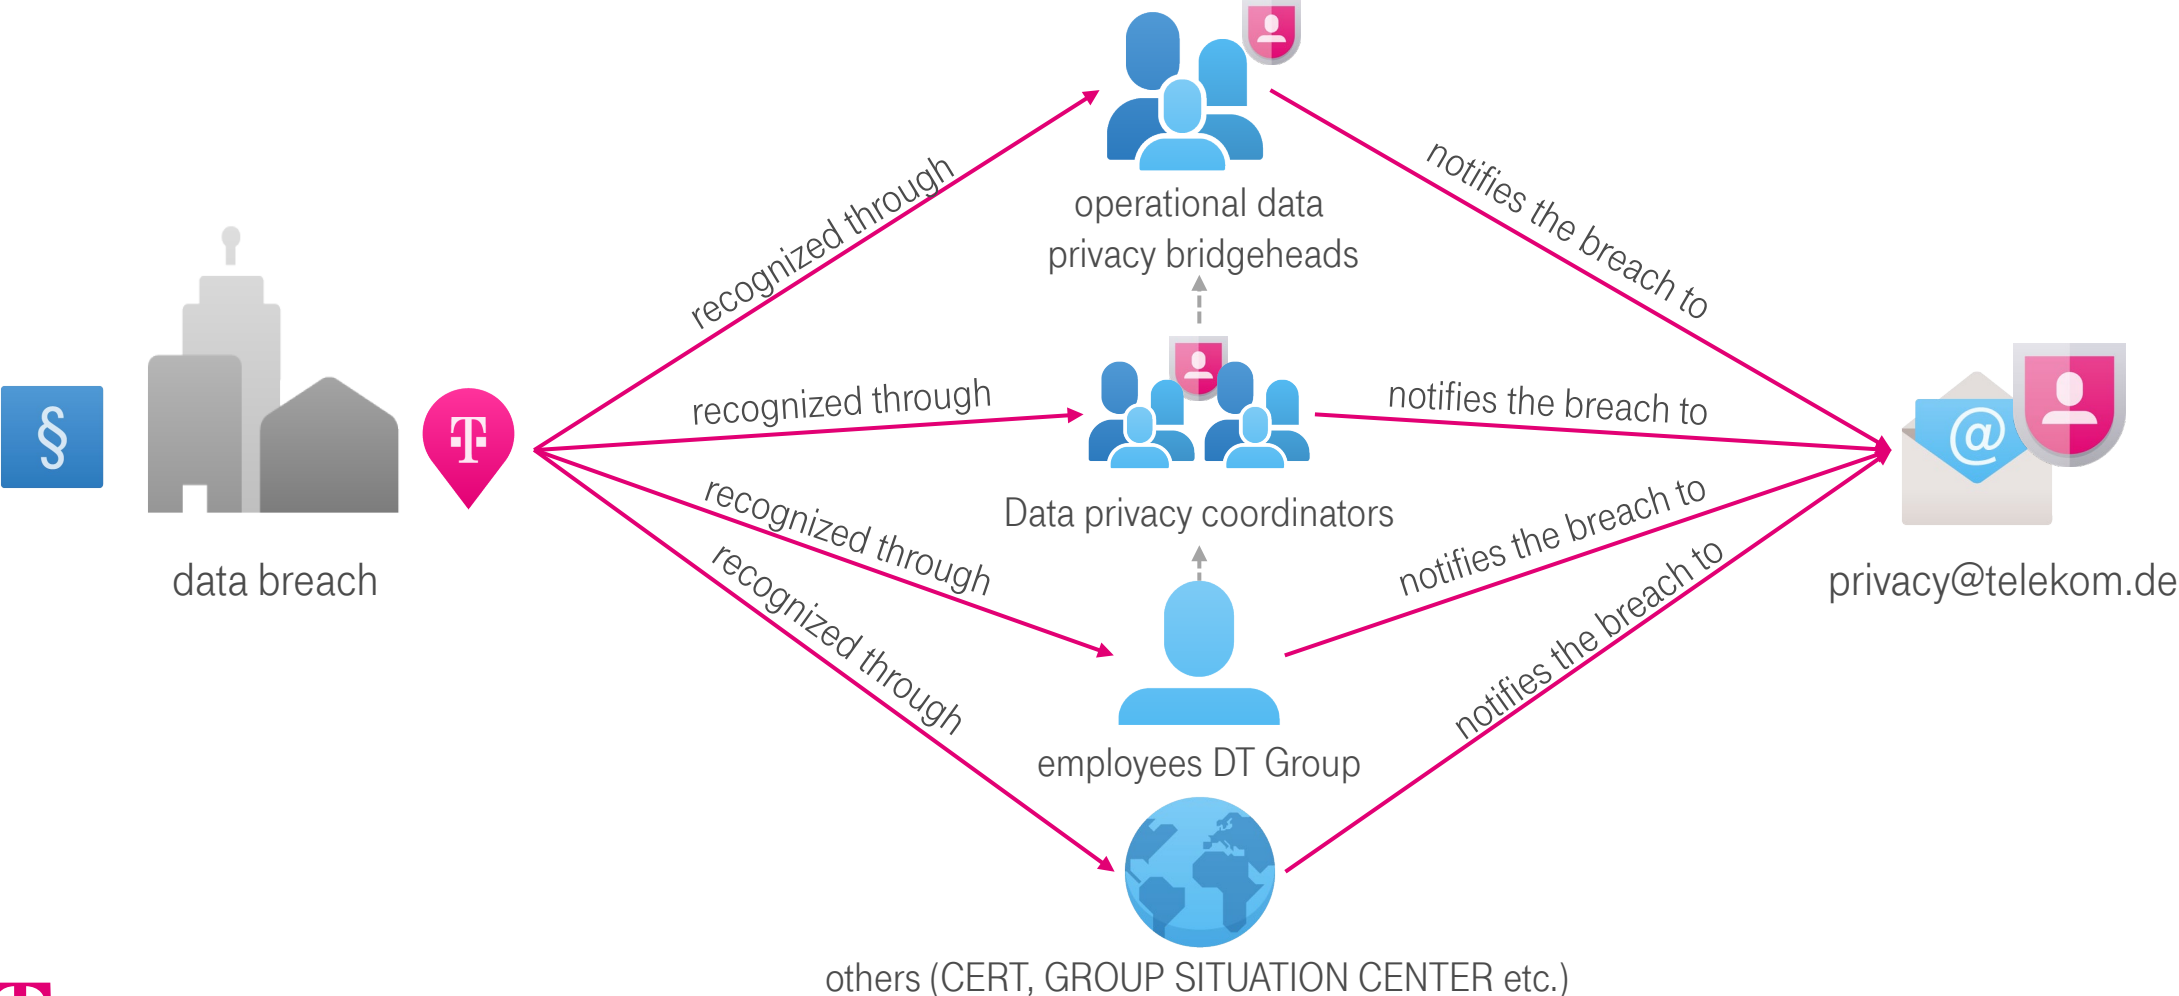 operational data
privacy bridgeheads
recognized through
notifies the breach to
recognized through
notifies the breach to
§
T
@
Data privacy coordinators
recognized through
notifies the breach to
data breach
privacy@telekom.de
recognized through
notifies the breach to
employees DT Group
others (CERT, GROUP SITUATION CENTER etc.)
T